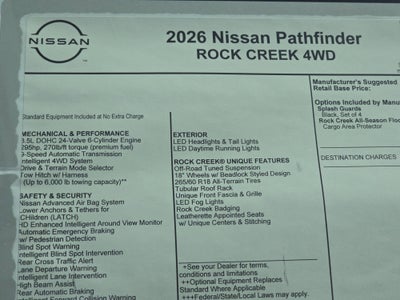 NISSAN
2026 Nissan Pathfinder
ROCK CREEK 4WD
Standard Equipment Included at No Extra Charge
MECHANICAL & PERFORMANCE
3.5L DOHC 24-Valve 6-Cylinder Engine
295hp, 270lb/ft torque (premium fuel)
9-Speed Automatic Transmission
Intelligent 4WD System
Drive & Terrain Mode Selector
Tow Hitch w/ Harness
(Up to 6,000 lb towing capacity)**
SAFETY & SECURITY
Nissan Advanced Air Bag System
Lower Anchors & Tethers for
CHildren (LATCH)
HD Enhanced Intelligent Around View Monitor
Automatic Emergency Braking
w/ Pedestrian Detection
Blind Spot Warning
Intelligent Blind Spot Intervention
Rear Cross Traffic Alert
Lane Departure Warning
Intelligent Lane Intervention
High Beam Assist
Rear Automatic Braking
EXTERIOR
LED Headlights & Tail Lights
LED Daytime Running Lights
ROCK CREEK® UNIQUE FEATURES
Off-Road Tuned Suspension
18" Wheels w/ Beadlock Styled Design
265/60 R18 All-Terrain Tires
Tubular Roof Rack
Unique Front Fascia & Grille
LED Fog Lights
Rock Creek Badging
Leatherette Appointed Seats
w/ Unique Centers & Stitching
+See your Dealer for terms,
conditions and limitations
++Optional Equipment Replaces
Standard Where Applicable
+++Federal/State/Local Laws may apply
Manufacturer's Suggested
Retail Base Price:
Options Included by Manu
Splash Guards
Black, Set of 4
Rock Creek All-Season Floo
Cargo Area Protector
DESTINATION CHARGES